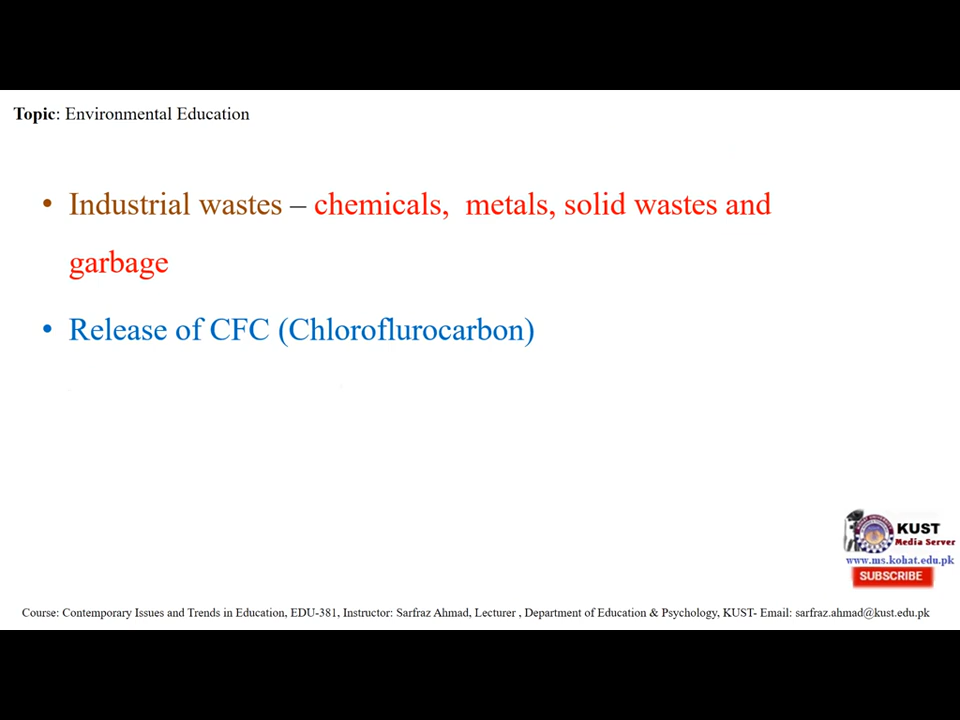 Topic: Environmental Education
• Industrial wastes – chemicals, metals, solid wastes and
garbage
• Release of CFC (Chloroflurocarbon)
KUST
Media Server
www.ms.kohat.edu.pk
SUBSCRIBE
Course: Contemporary Issues and Trends in Education, EDU-381, Instructor: Sarfraz Ahmad, Lecturer , Department of Education & Psychology, KUST- Email: sarfraz.ahmad@kust.edu.pk